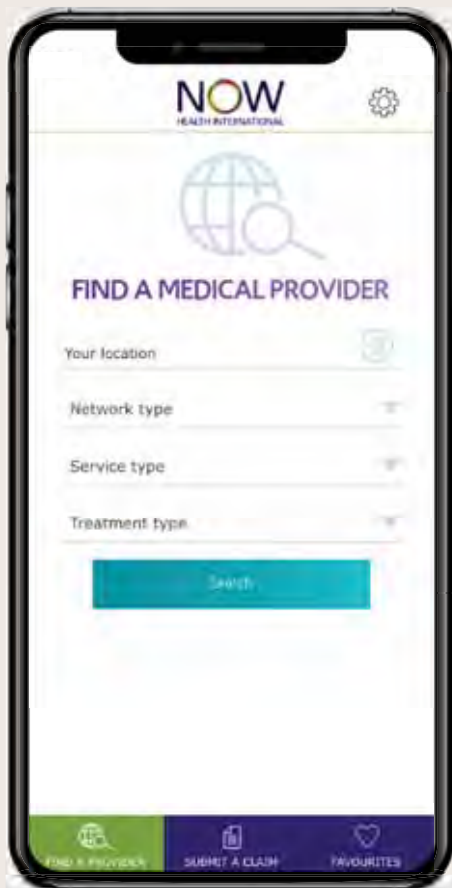 NOW
HEALTH INTERNATIONAL
FIND A MEDICAL PROVIDER
Your location
Network type
Service type
Treatment type
Search
FIND A PROVIDER
SUBMIT A CLAIM
FAVOURITES